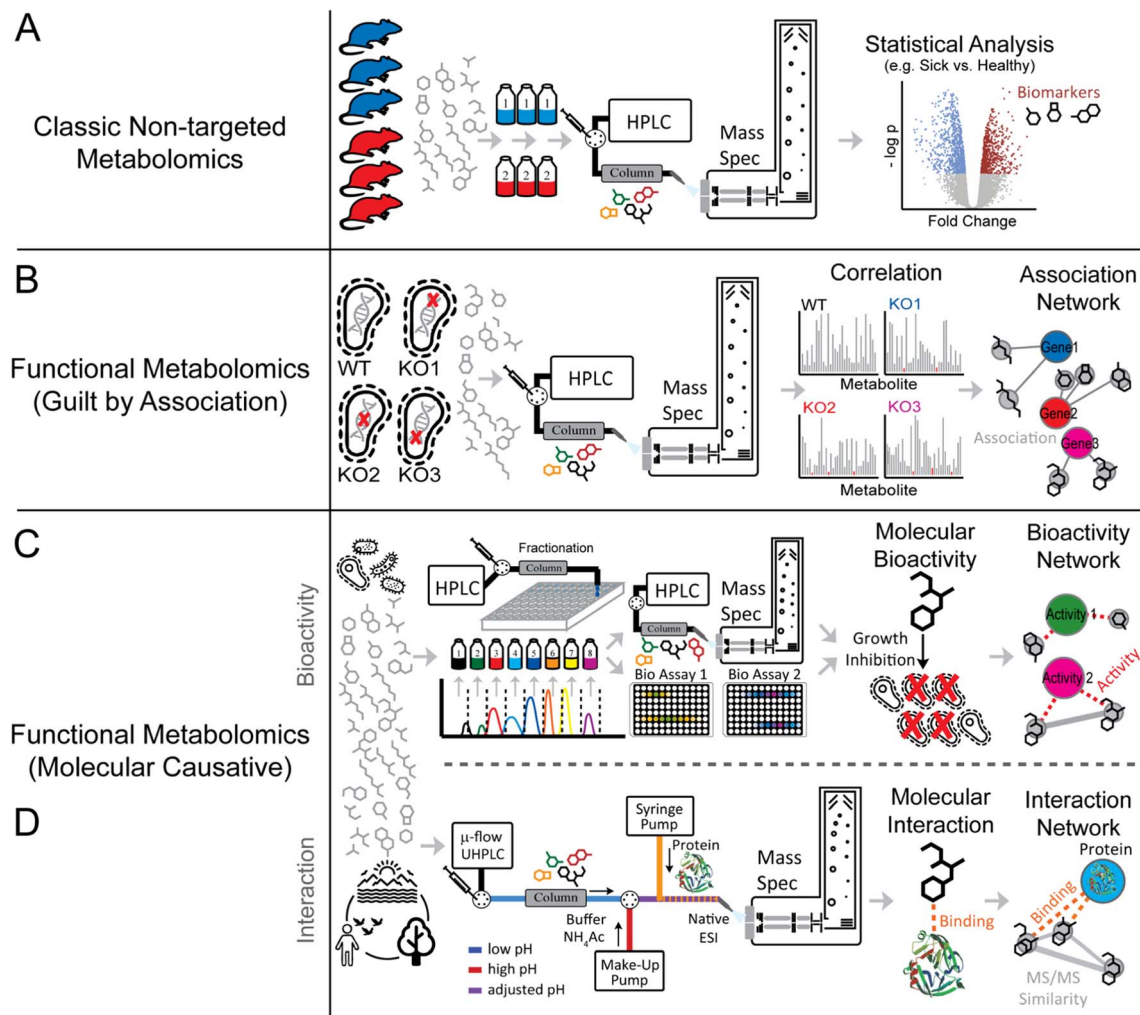 A
Classic Non-targeted
Metabolomics
1 1 1
2 2 2
HPLC
Column
Mass
Spec
Statistical Analysis
(e.g. Sick vs. Healthy)
Biomarkers
- log p
Fold Change
B
Functional Metabolomics
(Guilt by Association)
WT KO1
KO2 KO3
HPLC
Column
Mass
Spec
Correlation
WT KO1
Metabolite
KO2 KO3
Metabolite
Association
Network
Gene1
Gene2
Association
Gene3
C
Functional Metabolomics
(Molecular Causative)
Bioactivity
Fractionation
Column
HPLC
1 2 3 4 5 6 7 8
HPLC
Column
Mass
Spec
Bio Assay 1 Bio Assay 2
Molecular
Bioactivity
Growth
Inhibition
Bioactivity
Network
Activity 1
Activity 2
Activity
D
Interaction
μ-flow
UHPLC
Column
Buffer
NH4Ac
Syringe
Pump
Protein
Native
ESI
Make-Up
Pump
low pH
high pH
adjusted pH
Mass
Spec
Molecular
Interaction
Binding
Interaction
Network
Protein
Binding
MS/MS
Similarity